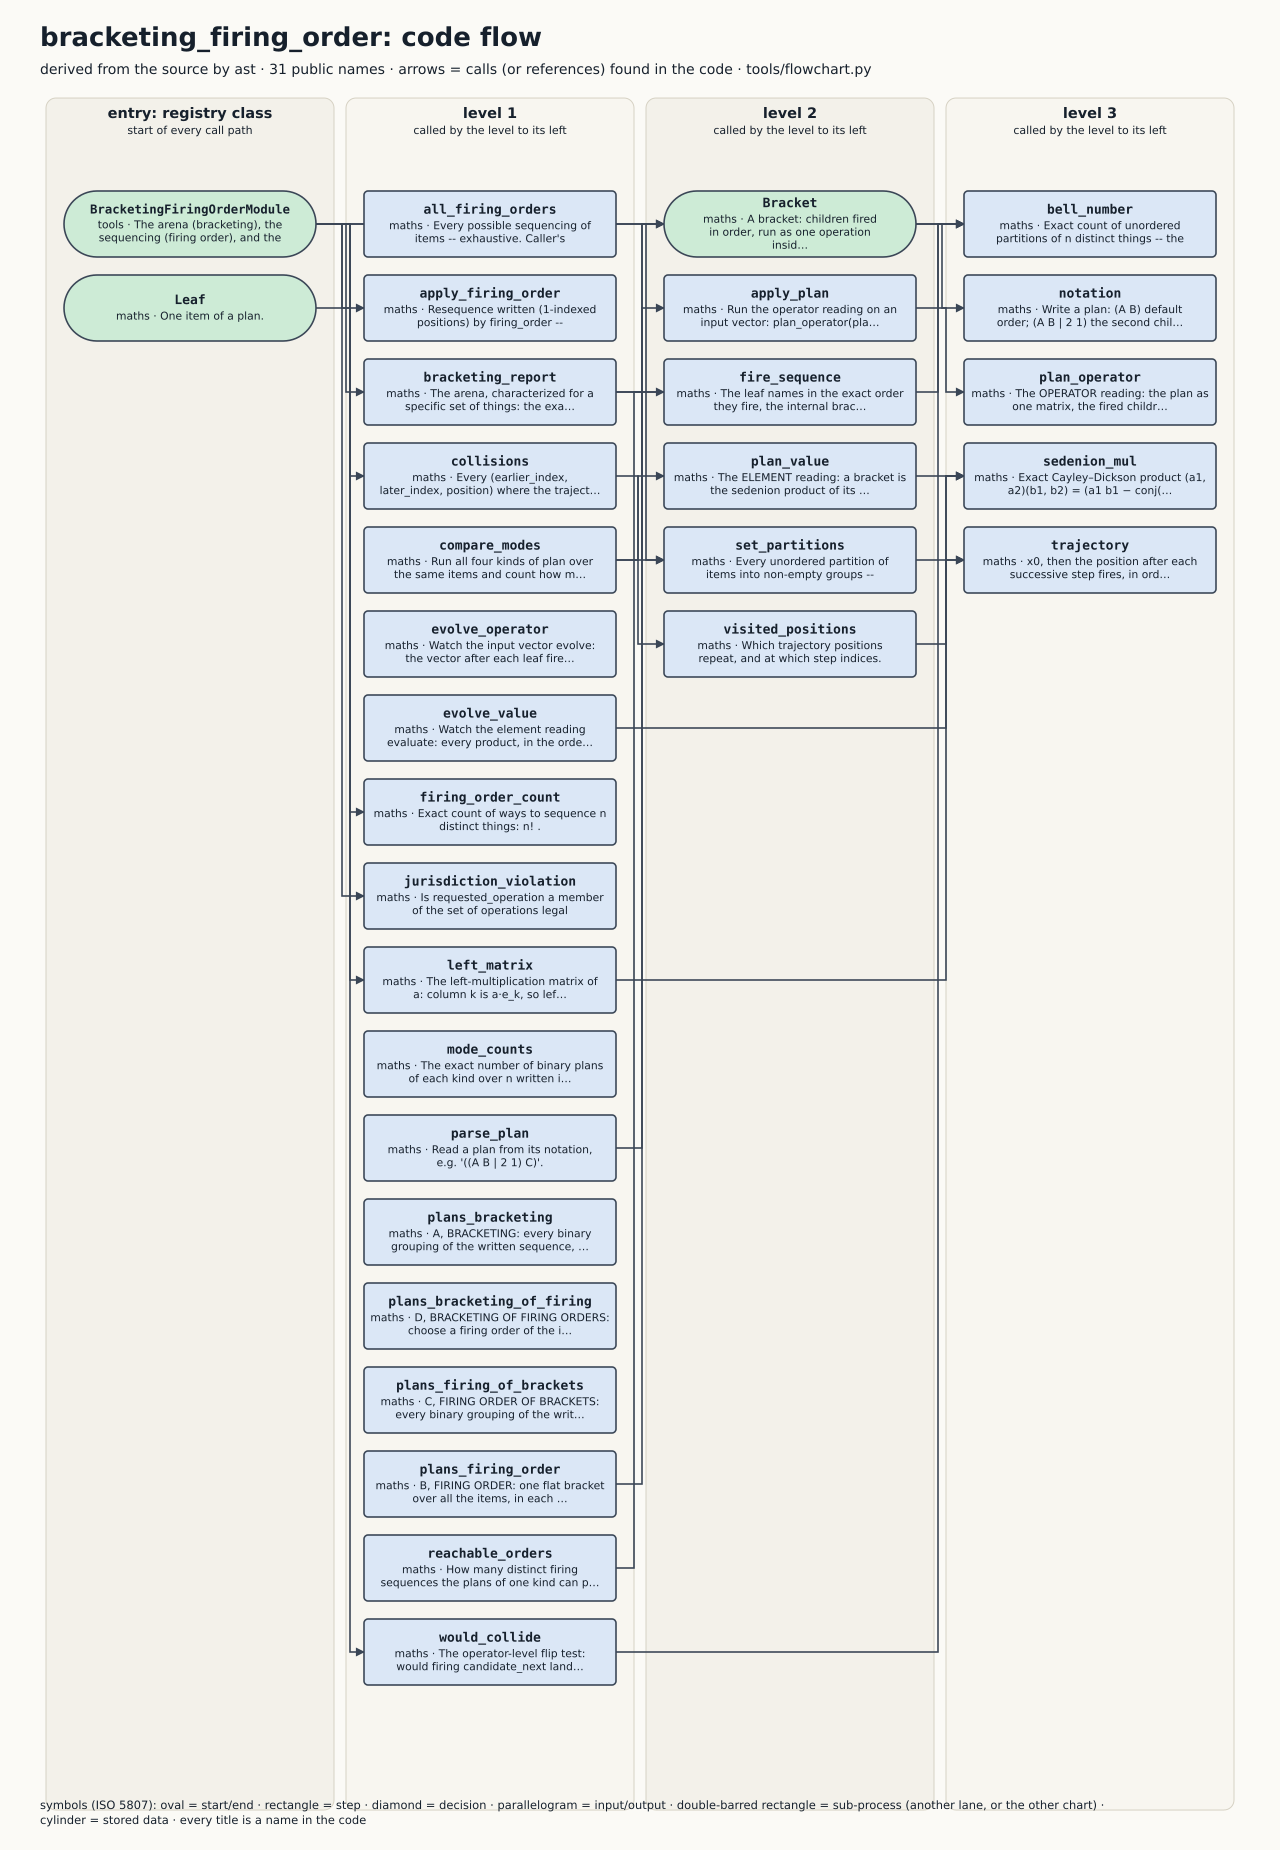 bracketing_firing_order: code flow
derived from the source by ast · 31 public names · arrows = calls (or references) found in the code · tools/flowchart.py
entry: registry class
start of every call path
BracketingFiringOrderModule
tools · The arena (bracketing), the
sequencing (firing order), and the
Leaf
maths · One item of a plan.
level 1
called by the level to its left
all_firing_orders
maths · Every possible sequencing of
items -- exhaustive. Caller's
apply_firing_order
maths · Resequence written (1-indexed
positions) by firing_order --
bracketing_report
maths · The arena, characterized for a
specific set of things: the exa…
collisions
maths · Every (earlier_index,
later_index, position) where the traject…
compare_modes
maths · Run all four kinds of plan over
the same items and count how m…
evolve_operator
maths · Watch the input vector evolve:
the vector after each leaf fire…
evolve_value
maths · Watch the element reading
evaluate: every product, in the orde…
firing_order_count
maths · Exact count of ways to sequence n
distinct things: n! .
jurisdiction_violation
maths · Is requested_operation a member
of the set of operations legal
left_matrix
maths · The left-multiplication matrix of
a: column k is a·e_k, so lef…
mode_counts
maths · The exact number of binary plans
of each kind over n written i…
parse_plan
maths · Read a plan from its notation,
e.g. '((A B | 2 1) C)'.
plans_bracketing
maths · A, BRACKETING: every binary
grouping of the written sequence, …
plans_bracketing_of_firing
maths · D, BRACKETING OF FIRING ORDERS:
choose a firing order of the i…
plans_firing_of_brackets
maths · C, FIRING ORDER OF BRACKETS:
every binary grouping of the writ…
plans_firing_order
maths · B, FIRING ORDER: one flat bracket
over all the items, in each …
reachable_orders
maths · How many distinct firing
sequences the plans of one kind can p…
would_collide
maths · The operator-level flip test:
would firing candidate_next land…
level 2
called by the level to its left
Bracket
maths · A bracket: children fired
in order, run as one operation
insid…
apply_plan
maths · Run the operator reading on an
input vector: plan_operator(pla…
fire_sequence
maths · The leaf names in the exact order
they fire, the internal brac…
plan_value
maths · The ELEMENT reading: a bracket is
the sedenion product of its …
set_partitions
maths · Every unordered partition of
items into non-empty groups --
visited_positions
maths · Which trajectory positions
repeat, and at which step indices.
level 3
called by the level to its left
bell_number
maths · Exact count of unordered
partitions of n distinct things -- the
notation
maths · Write a plan: (A B) default
order; (A B | 2 1) the second chil…
plan_operator
maths · The OPERATOR reading: the plan as
one matrix, the fired childr…
sedenion_mul
maths · Exact Cayley–Dickson product (a1,
a2)(b1, b2) = (a1 b1 − conj(…
trajectory
maths · x0, then the position after each
successive step fires, in ord…
symbols (ISO 5807): oval = start/end · rectangle = step · diamond = decision · parallelogram = input/output · double-barred rectangle = sub-process (another lane, or the other chart) ·
cylinder = stored data · every title is a name in the code